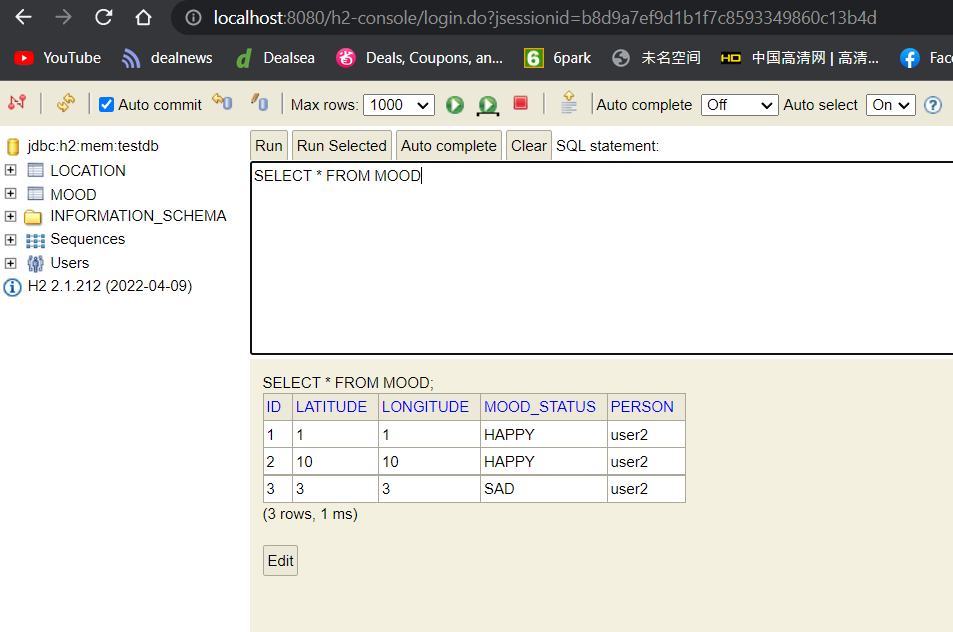 localhost:8080/h2-console/login.do?jsessionid=b8d9a7ef9d1b1f7c8593349860c13b4d
YouTube dealnews Dealsea Deals, Coupons, an... 6 6park 未名空间 HD 中国高清网 | 高清... Fac
Auto commit Max rows: 1000 Auto complete Off Auto select On ?
jdbc:h2:mem:testdb
LOCATION
MOOD
INFORMATION_SCHEMA
Sequences
Users
H2 2.1.212 (2022-04-09)
Run Run Selected Auto complete Clear SQL statement:
SELECT * FROM MOOD
SELECT * FROM MOOD;
ID LATITUDE LONGITUDE MOOD_STATUS PERSON
1 1 1 HAPPY user2
2 10 10 HAPPY user2
3 3 3 SAD user2
(3 rows, 1 ms)
Edit